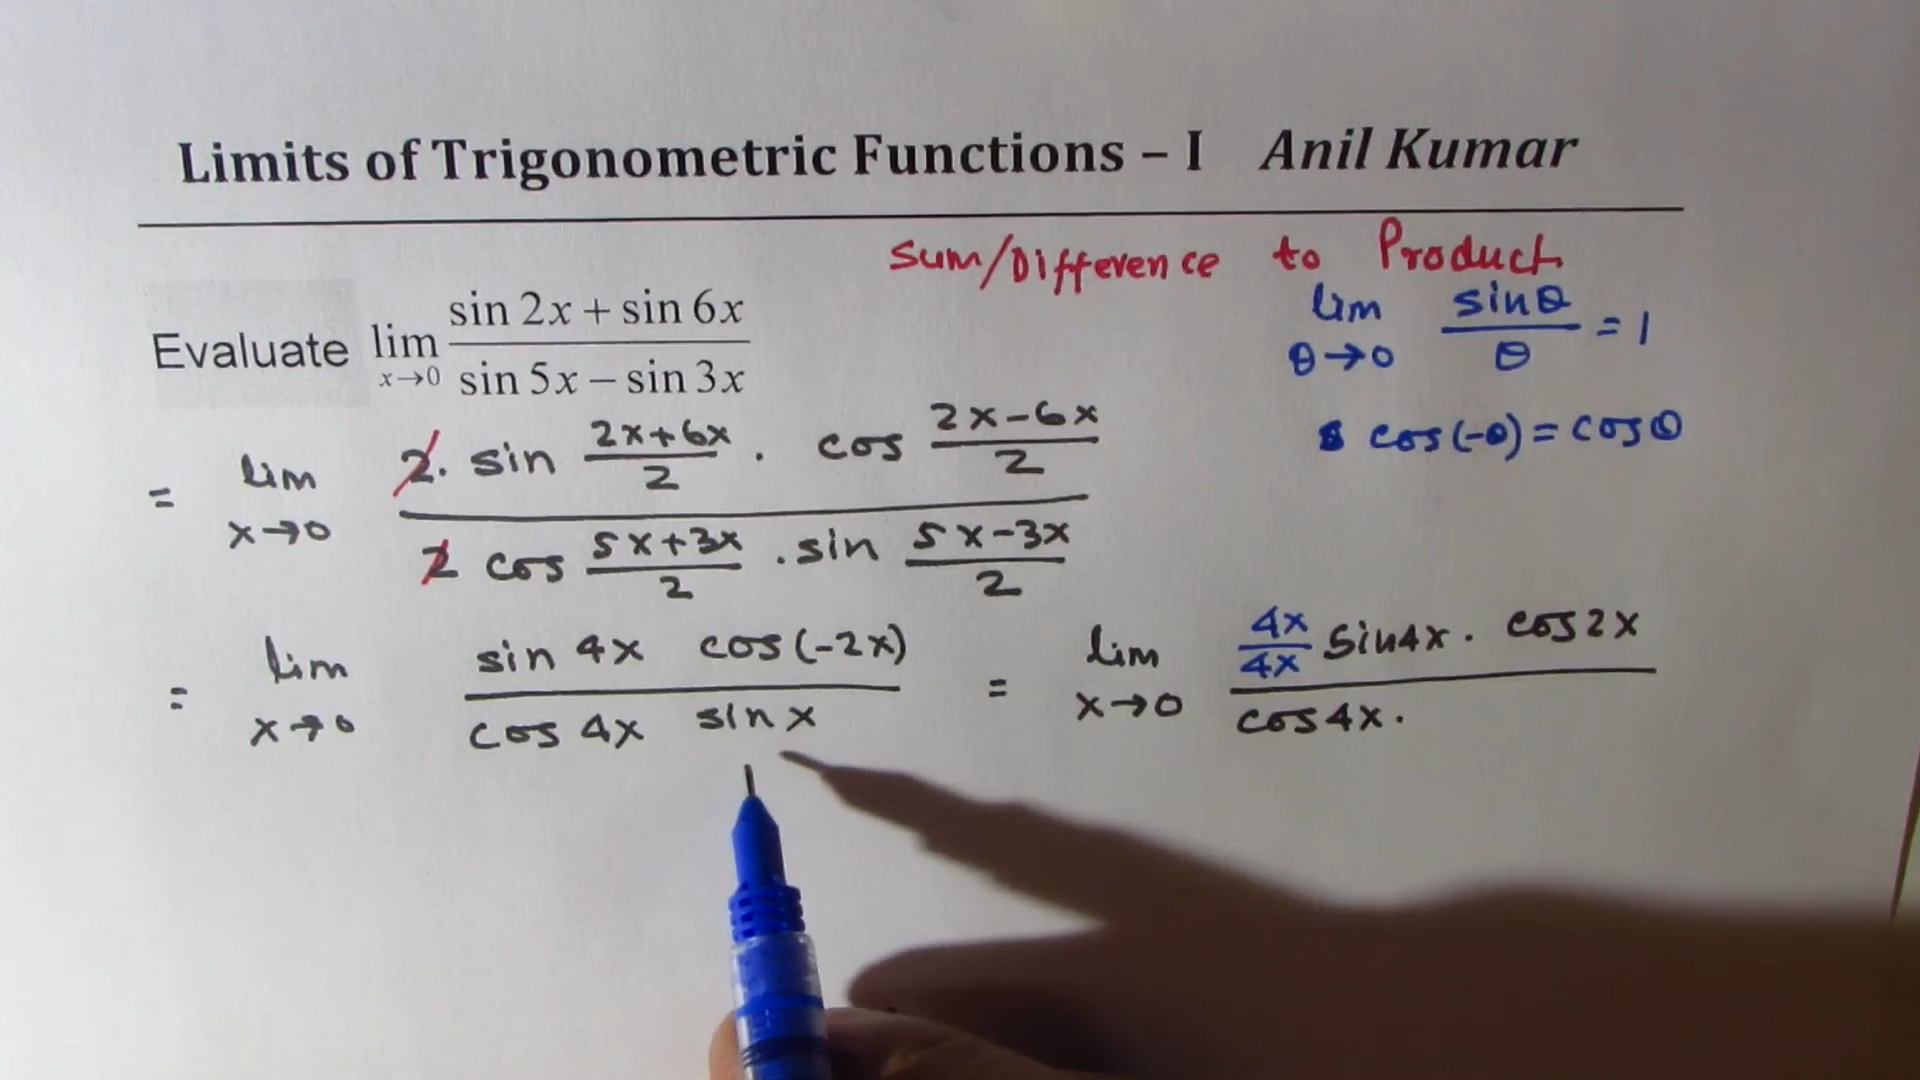 Limits of Trigonometric Functions – I Anil Kumar
Sum/Difference to Product
Evaluate lim x→0 (sin 2x + sin 6x)/(sin 5x − sin 3x)
lim θ→0 sinθ/θ = 1
cos(-θ) = cosθ
= lim x→0 (2. sin (2x+6x)/2 . cos (2x-6x)/2)/(2 cos (5x+3x)/2 . sin (5x-3x)/2)
= lim x→0 (sin 4x cos(-2x))/(cos 4x sin x) = lim x→0 (4x/4x sin4x . cos2x)/(cos4x .